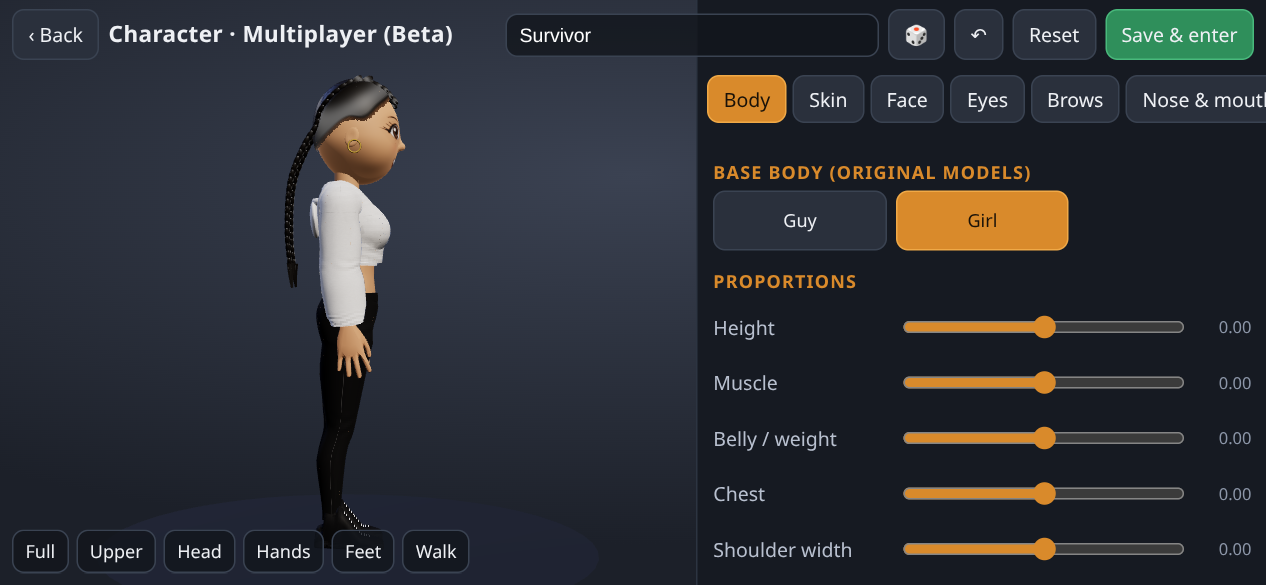 ‹ Back
Character · Multiplayer (Beta)
Survivor
↶
Reset
Save & enter
Body
Skin
Face
Eyes
Brows
Nose & mouth
BASE BODY (ORIGINAL MODELS)
Guy
Girl
PROPORTIONS
Height
0.00
Muscle
0.00
Belly / weight
0.00
Chest
0.00
Shoulder width
0.00
Full
Upper
Head
Hands
Feet
Walk